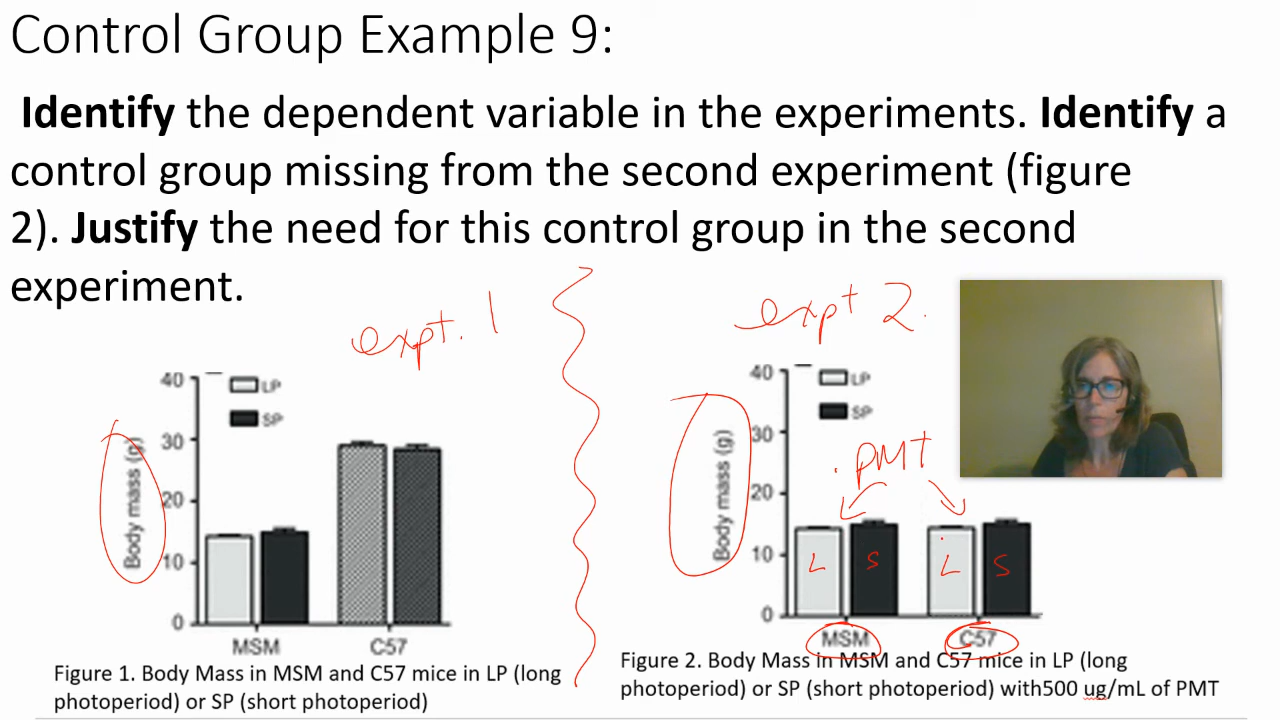 Control Group Example 9:
Identify the dependent variable in the experiments. Identify a
control group missing from the second experiment (figure
2). Justify the need for this control group in the second
experiment.
expt. 1
expt 2.
40
LP
SP
30
20
10
0
Body mass (g)
MSM
C57
Figure 1. Body Mass in MSM and C57 mice in LP (long
photoperiod) or SP (short photoperiod)
40
LP
SP
30
20
10
0
Body mass (g)
PMT
L
S
L
S
MSM
C57
Figure 2. Body Mass in MSM and C57 mice in LP (long
photoperiod) or SP (short photoperiod) with500 ug/mL of PMT